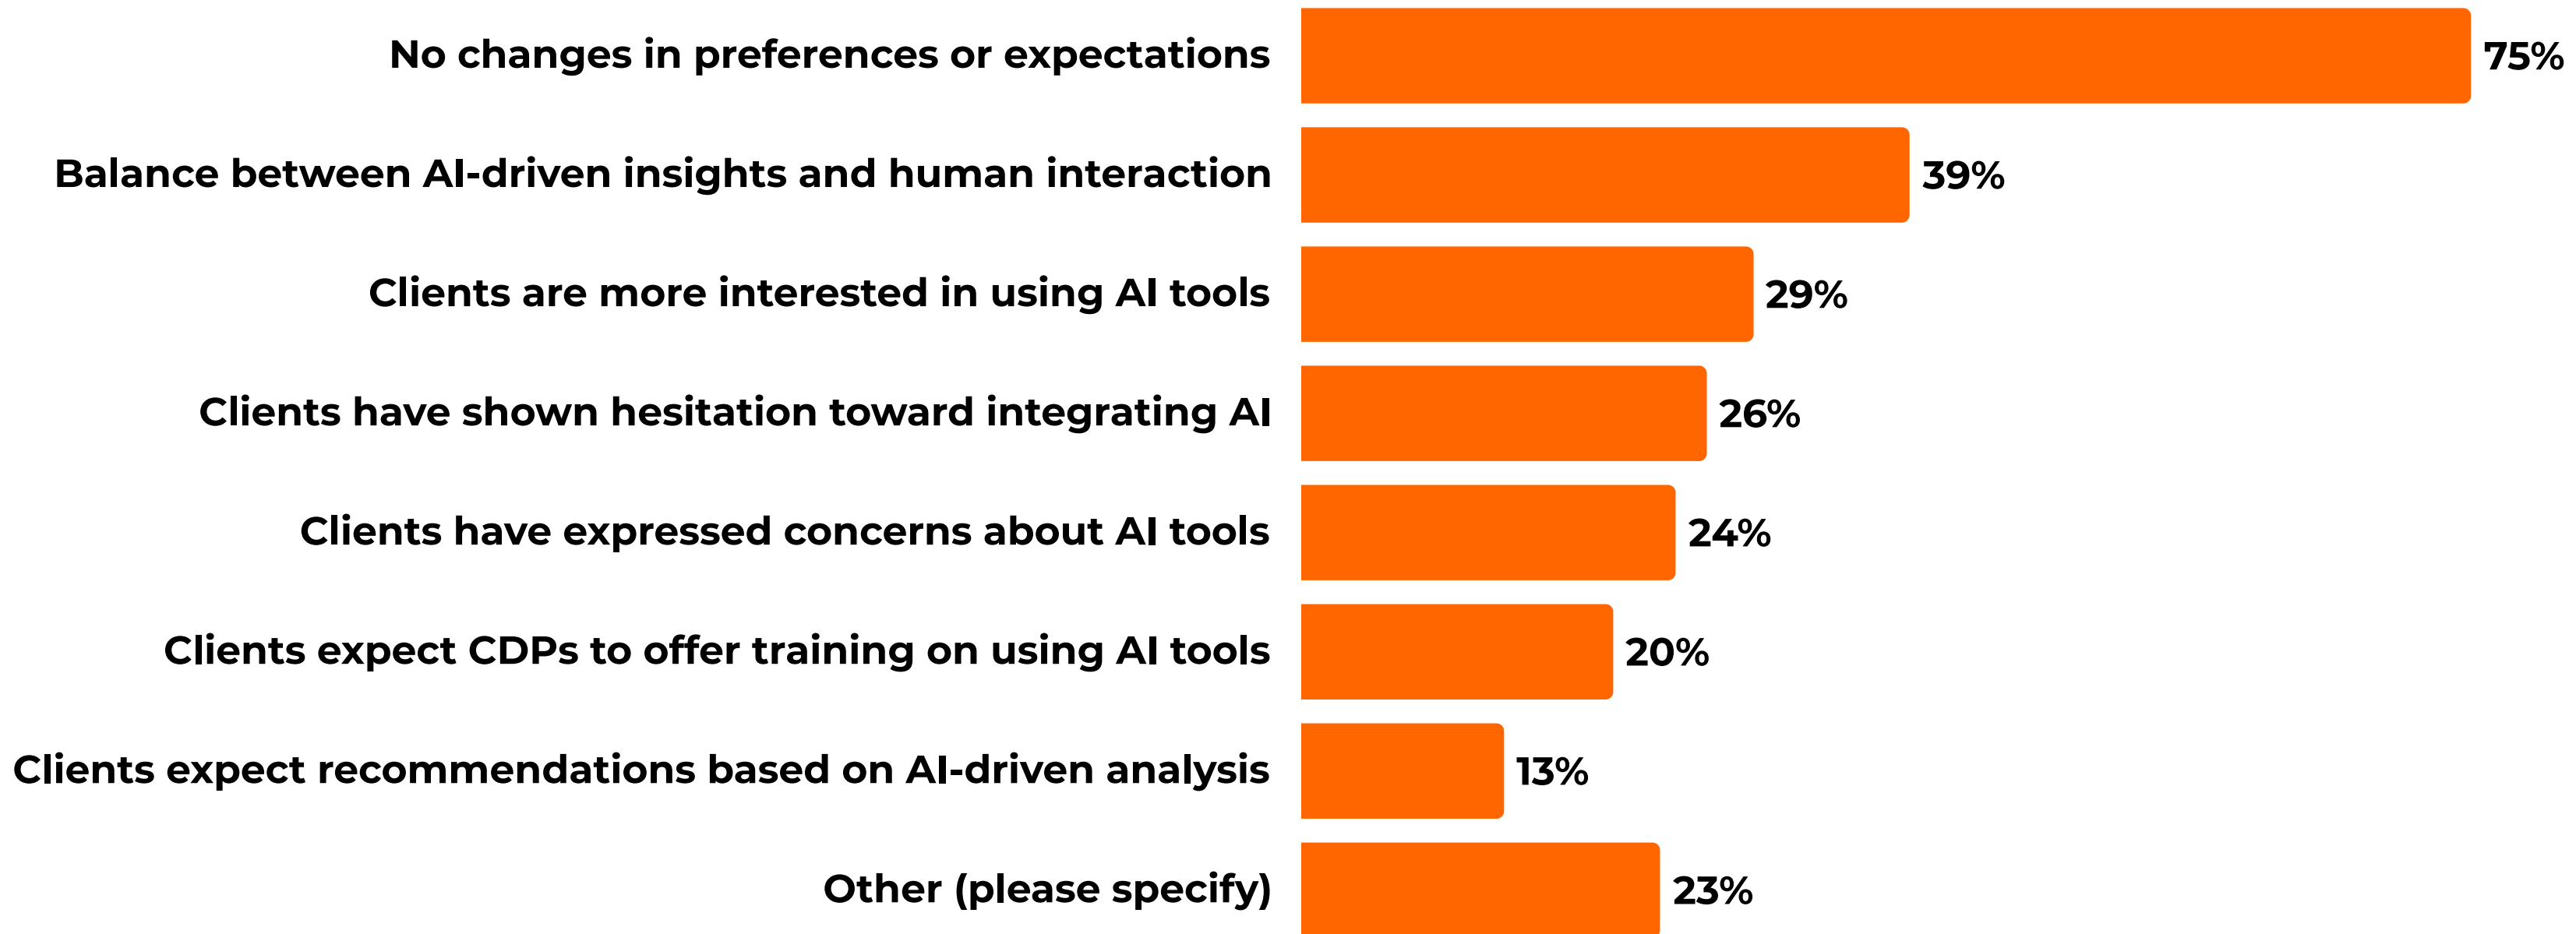 No changes in preferences or expectations 75%
Balance between AI-driven insights and human interaction 39%
Clients are more interested in using AI tools 29%
Clients have shown hesitation toward integrating AI 26%
Clients have expressed concerns about AI tools 24%
Clients expect CDPs to offer training on using AI tools 20%
Clients expect recommendations based on AI-driven analysis 13%
Other (please specify) 23%